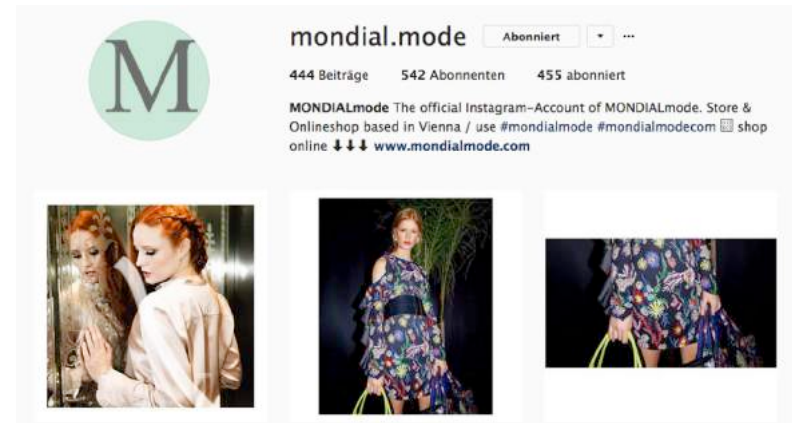 M
mondial.mode Abonniert ...
444 Beiträge 542 Abonnenten 455 abonniert
MONDIALmode The official Instagram-Account of MONDIALmode. Store &
Onlineshop based in Vienna / use #mondialmode #mondialmodecom shop
online ⬇⬇⬇ www.mondialmode.com